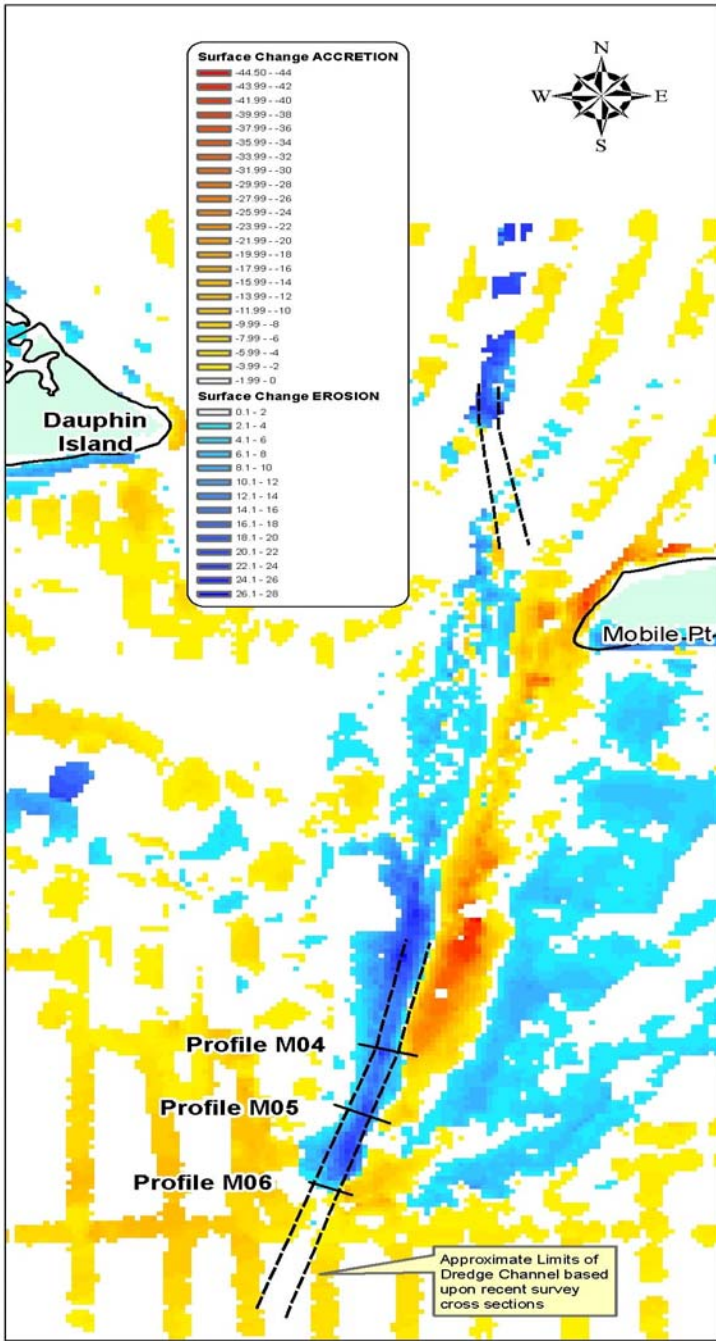 Surface Change ACCRETION
-44.50 - -44
-43.99 - -42
-41.99 - -40
-39.99 - -38
-37.99 - -36
-35.99 - -34
-33.99 - -32
-31.99 - -30
-29.99 - -28
-27.99 - -26
-25.99 - -24
-23.99 - -22
-21.99 - -20
-19.99 - -18
-17.99 - -16
-15.99 - -14
-13.99 - -12
-11.99 - -10
-9.99 - -8
-7.99 - -6
-5.99 - -4
-3.99 - -2
-1.99 - 0
Surface Change EROSION
0.1 - 2
2.1 - 4
4.1 - 6
6.1 - 8
8.1 - 10
10.1 - 12
12.1 - 14
14.1 - 16
16.1 - 18
18.1 - 20
20.1 - 22
22.1 - 24
24.1 - 26
26.1 - 28
N
W
E
S
Dauphin
Island
Mobile Pt
Profile M04
Profile M05
Profile M06
Approximate Limits of
Dredge Channel based
upon recent survey
cross sections